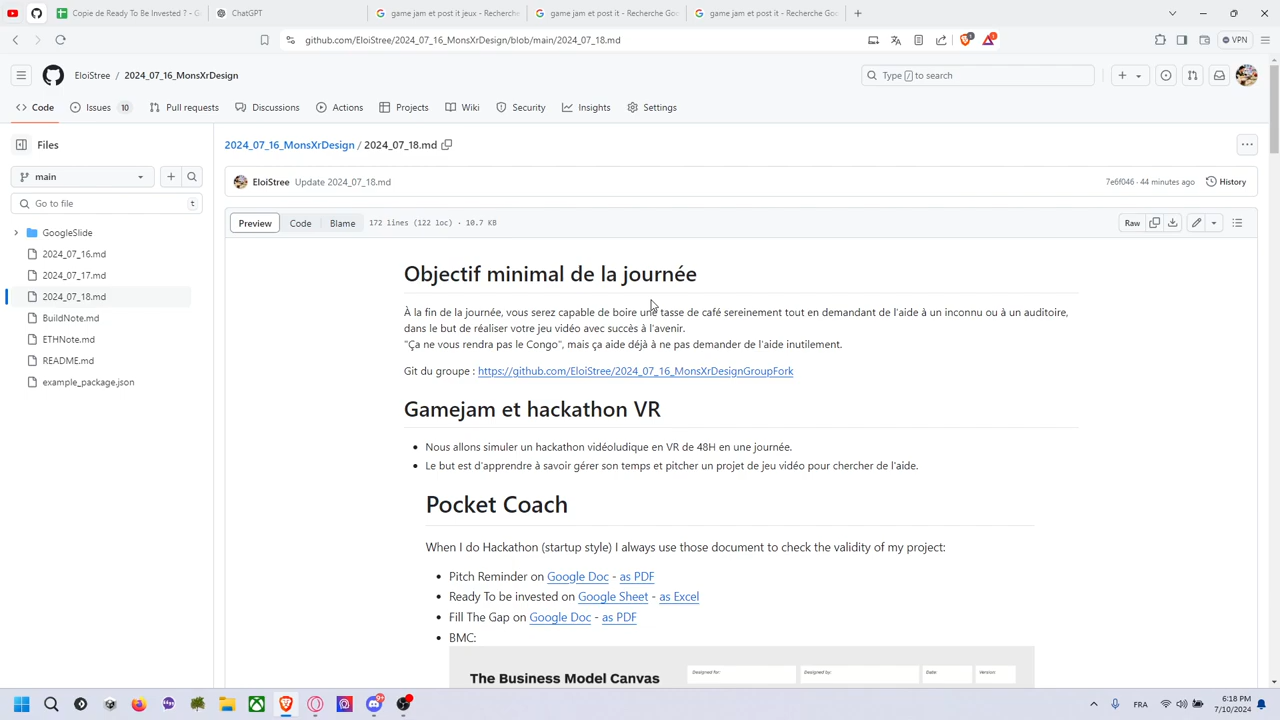 Copie de Ready To Be Invested ? - G
ChatGPT
game jam et post it jeux - Recherche
game jam et post it - Recherche Goo
game jam et post it - Recherche Goo
github.com/EloiStree/2024_07_16_MonsXrDesign/blob/main/2024_07_18.md
VPN
EloiStree / 2024_07_16_MonsXrDesign
Type / to search
Code
Issues 10
Pull requests
Discussions
Actions
Projects
Wiki
Security
Insights
Settings
Files
main
Go to file
t
GoogleSlide
2024_07_16.md
2024_07_17.md
2024_07_18.md
BuildNote.md
ETHNote.md
README.md
example_package.json
2024_07_16_MonsXrDesign / 2024_07_18.md
EloiStree Update 2024_07_18.md
7e6f046 · 44 minutes ago
History
Preview
Code
Blame
172 lines (122 loc) · 10.7 KB
Raw
Objectif minimal de la journée
À la fin de la journée, vous serez capable de boire une tasse de café sereinement tout en demandant de l'aide à un inconnu ou à un auditoire,
dans le but de réaliser votre jeu vidéo avec succès à l'avenir.
"Ça ne vous rendra pas le Congo", mais ça aide déjà à ne pas demander de l'aide inutilement.
Git du groupe : https://github.com/EloiStree/2024_07_16_MonsXrDesignGroupFork
Gamejam et hackathon VR
Nous allons simuler un hackathon vidéoludique en VR de 48H en une journée.
Le but est d'apprendre à savoir gérer son temps et pitcher un projet de jeu vidéo pour chercher de l'aide.
Pocket Coach
When I do Hackathon (startup style) I always use those document to check the validity of my project:
Pitch Reminder on Google Doc - as PDF
Ready To be invested on Google Sheet - as Excel
Fill The Gap on Google Doc - as PDF
BMC:
The Business Model Canvas
Designed for:
Designed by:
Date:
Version:
FRA
6:18 PM
7/10/2024